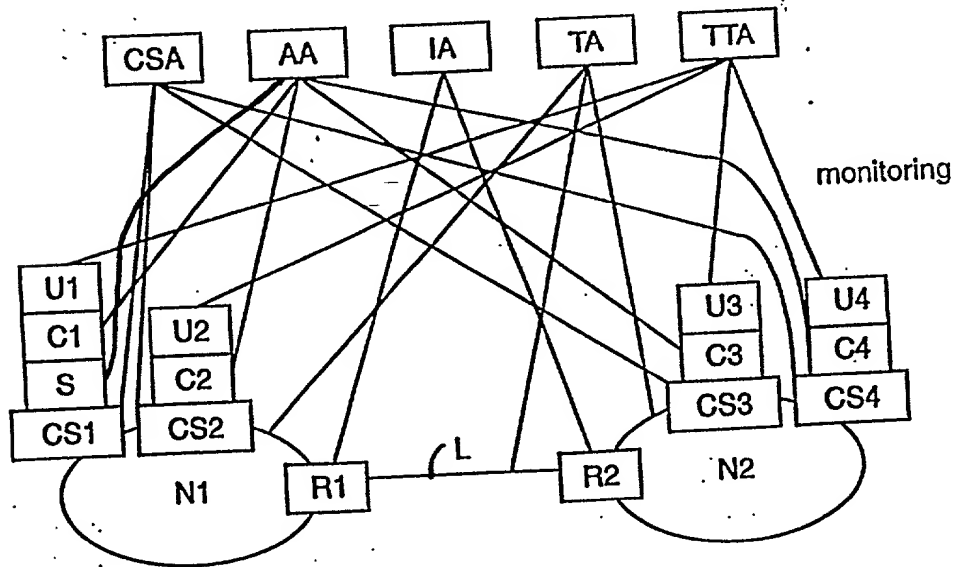 CSA AA IA TA TTA
monitoring
U1
C1
S
CS1
U2
C2
CS2
U3
C3
CS3
U4
C4
CS4
N1
R1
L
R2
N2